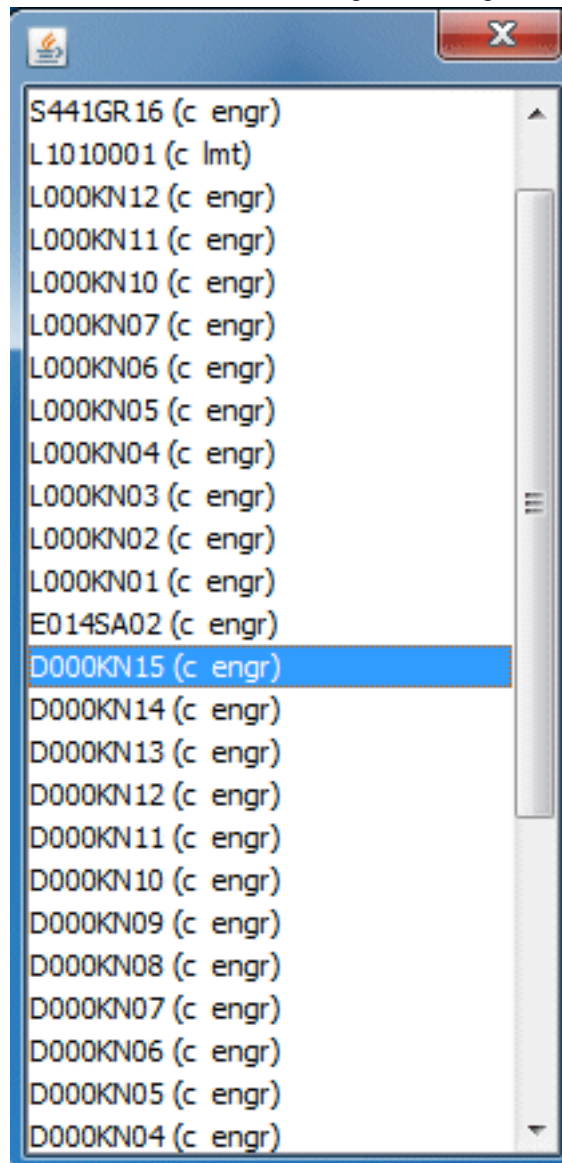 S441GR16 (c engr)
L1010001 (c lmt)
L000KN12 (c engr)
L000KN11 (c engr)
L000KN10 (c engr)
L000KN07 (c engr)
L000KN06 (c engr)
L000KN05 (c engr)
L000KN04 (c engr)
L000KN03 (c engr)
L000KN02 (c engr)
L000KN01 (c engr)
E014SA02 (c engr)
D000KN15 (c engr)
D000KN14 (c engr)
D000KN13 (c engr)
D000KN12 (c engr)
D000KN11 (c engr)
D000KN10 (c engr)
D000KN09 (c engr)
D000KN08 (c engr)
D000KN07 (c engr)
D000KN06 (c engr)
D000KN05 (c engr)
D000KN04 (c engr)